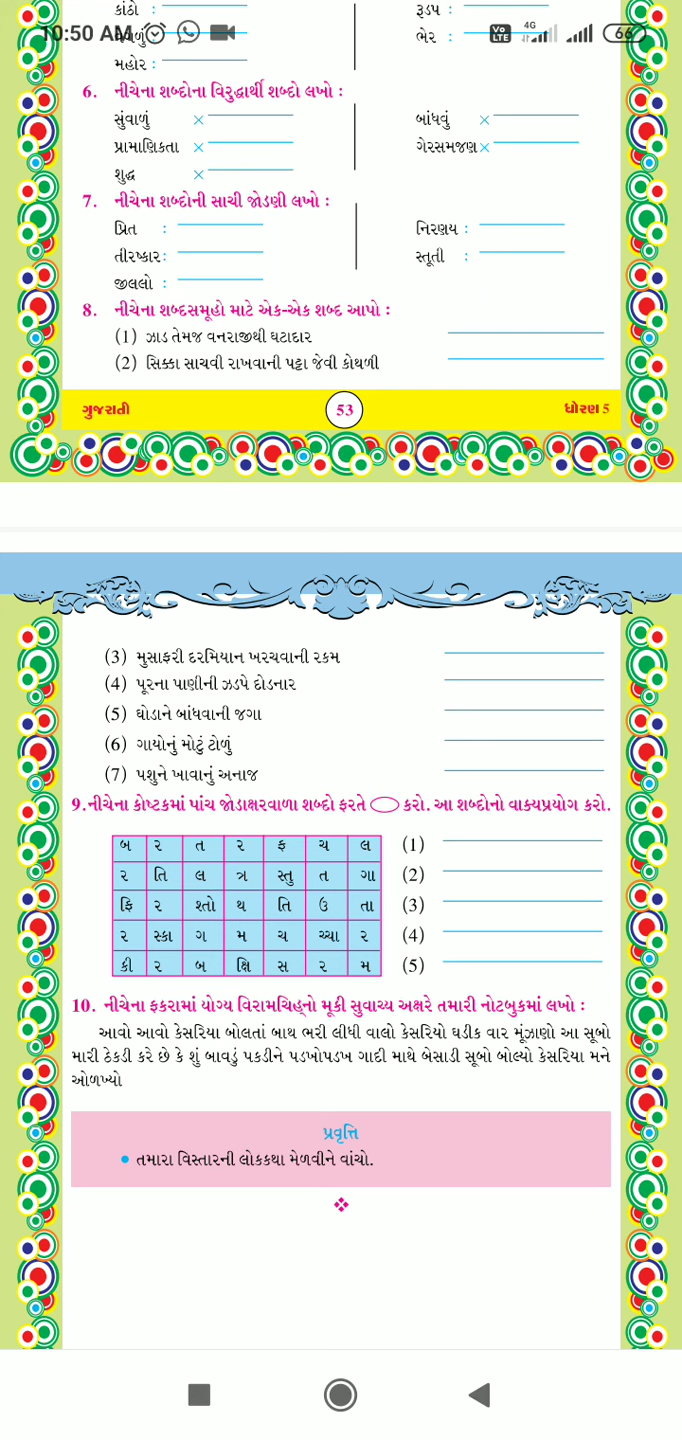 કાંઠો :
રૂડપ :
10:50 AM
Vo LTE 4G 66
ભેર :
મહોર :
6. નીચેના શબ્દોના વિરુદ્ધાર્થી શબ્દો લખો :
સુંવાળું ×
બાંધવું ×
પ્રામાણિકતા ×
ગેરસમજણ ×
શુદ્ધ ×
7. નીચેના શબ્દોની સાચી જોડણી લખો :
પ્રિત :
નિરણય :
તીરષ્કાર :
સ્તૂતી :
જીલલો :
8. નીચેના શબ્દસમૂહો માટે એક-એક શબ્દ આપો :
(1) ઝાડ તેમજ વનરાજીથી ઘટાદાર
(2) સિક્કા સાચવી રાખવાની પટ્ટા જેવી કોથળી
ગુજરાતી 53 ધોરણ 5
(3) મુસાફરી દરમિયાન ખરચવાની રકમ
(4) પૂરના પાણીની ઝડપે દોડનાર
(5) ઘોડાને બાંધવાની જગા
(6) ગાયોનું મોટું ટોળું
(7) પશુને ખાવાનું અનાજ
9.નીચેના કોષ્ટકમાં પાંચ જોડાક્ષરવાળા શબ્દો ફરતે કરો. આ શબ્દોનો વાક્યપ્રયોગ કરો.
બ ર ત ર ફ ચ લ (1)
ર તિ લ ત્ર સ્તુ ત ગા (2)
ફિ ર શ્તો થ તિ ઉ તા (3)
ર સ્કા ગ મ ચ ચ્ચા ર (4)
કી ર બ ક્ષિ સ ર મ (5)
10. નીચેના ફકરામાં યોગ્ય વિરામચિહ્નો મૂકી સુવાચ્ય અક્ષરે તમારી નોટબુકમાં લખો :
આવો આવો કેસરિયા બોલતાં બાથ ભરી લીધી વાલો કેસરિયો ઘડીક વાર મૂંઝાણો આ સૂબો
મારી ઠેકડી કરે છે કે શું બાવડું પકડીને પડખોપડખ ગાદી માથે બેસાડી સૂબો બોલ્યો કેસરિયા મને
ઓળખ્યો
પ્રવૃત્તિ
• તમારા વિસ્તારની લોકકથા મેળવીને વાંચો.